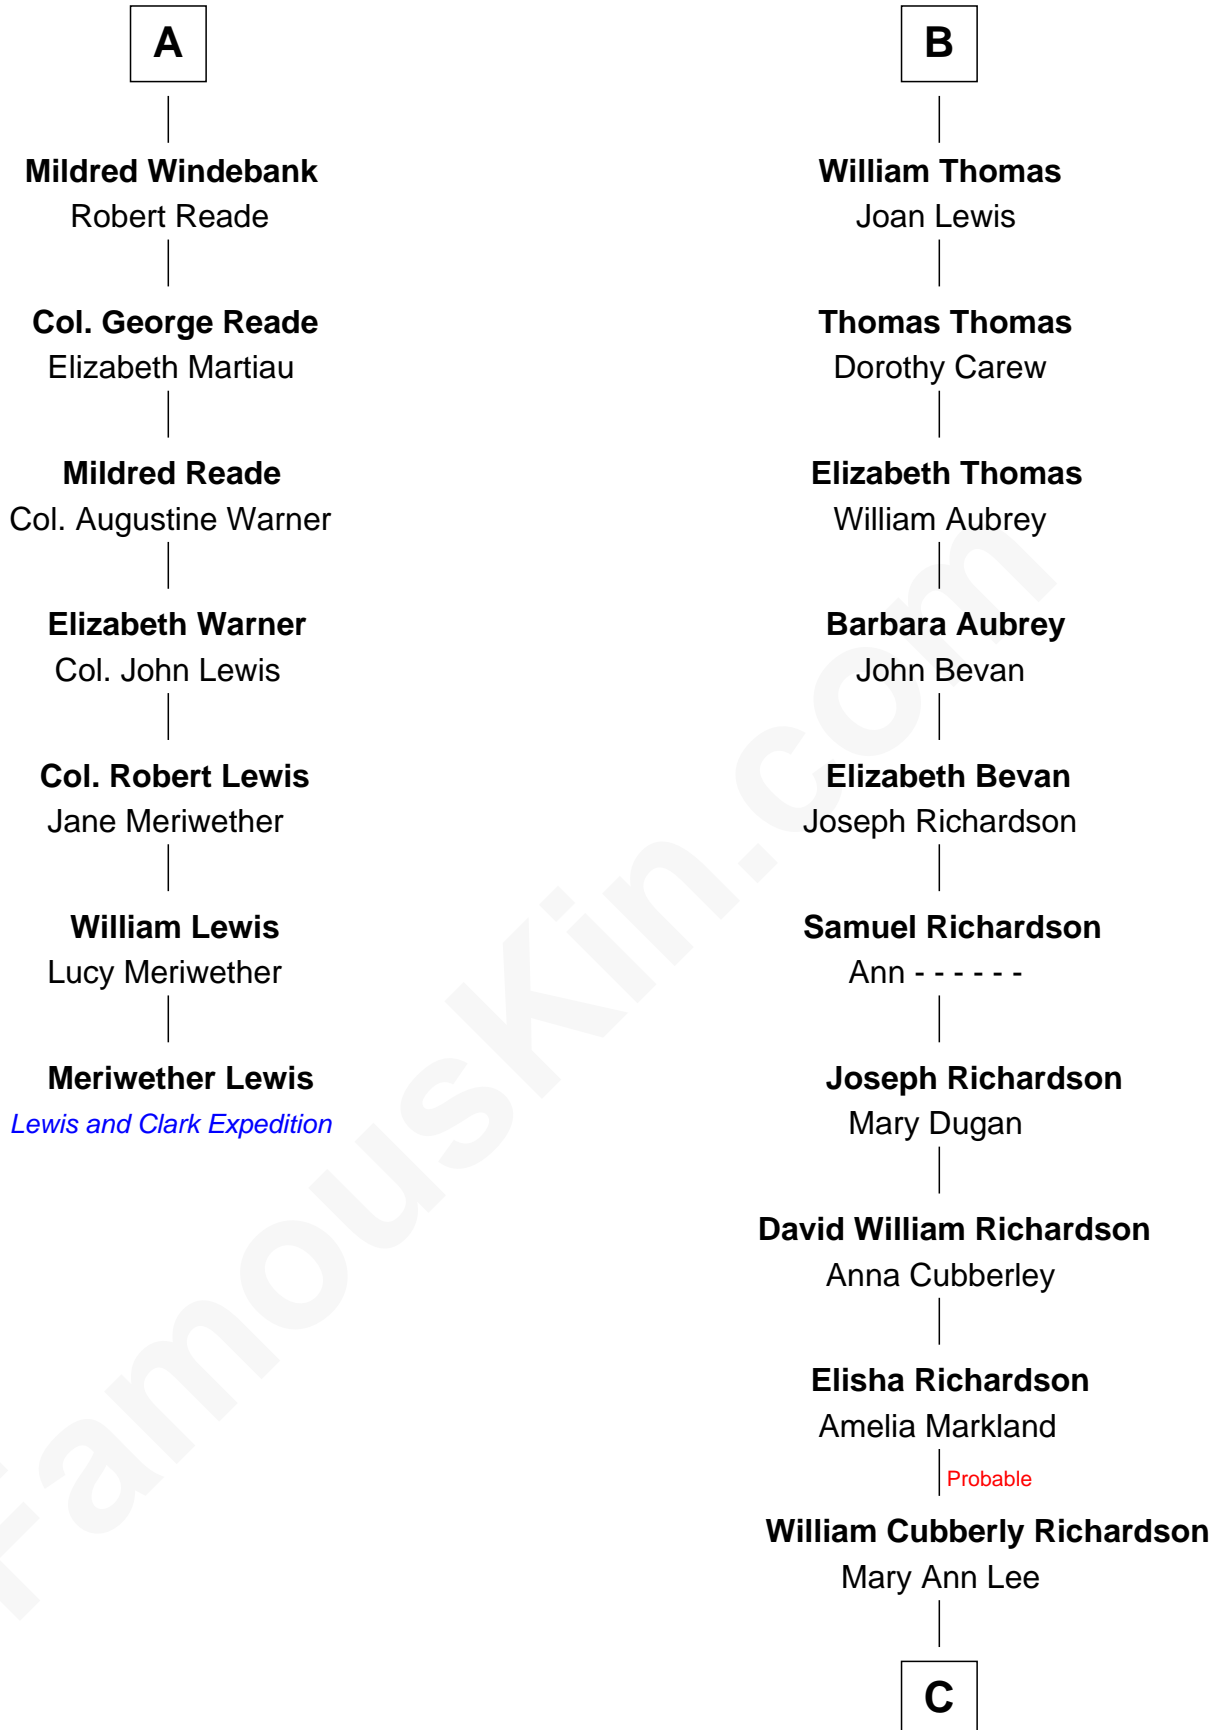 A
Mildred Windebank
Robert Reade
Col. George Reade
Elizabeth Martiau
Mildred Reade
Col. Augustine Warner
Elizabeth Warner
Col. John Lewis
Col. Robert Lewis
Jane Meriwether
William Lewis
Lucy Meriwether
Meriwether Lewis
Lewis and Clark Expedition
B
William Thomas
Joan Lewis
Thomas Thomas
Dorothy Carew
Elizabeth Thomas
William Aubrey
Barbara Aubrey
John Bevan
Elizabeth Bevan
Joseph Richardson
Samuel Richardson
Ann - - - - - -
Joseph Richardson
Mary Dugan
David William Richardson
Anna Cubberley
Elisha Richardson
Amelia Markland
Probable
William Cubberly Richardson
Mary Ann Lee
C
FamousKin.com